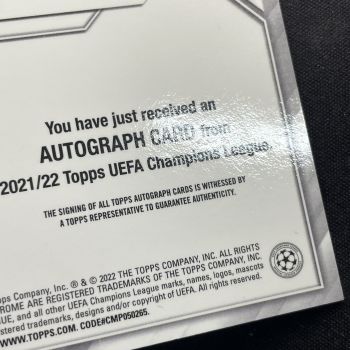 You have just received an
AUTOGRAPH CARD from
2021/22 Topps UEFA Champions League.
THE SIGNING OF ALL TOPPS AUTOGRAPH CARDS IS WITNESSED BY
A TOPPS REPRESENTATIVE TO GUARANTEE AUTHENTICITY.
Topps Company, Inc. ® & © 2022 THE TOPPS COMPANY, INC. ALL RIGHTS
ROME ARE REGISTERED TRADEMARKS OF THE TOPPS COMPANY, INC.
League, and all other UEFA Champions League marks, names, logos, mascots
registered trademarks, designs and/or copyright of UEFA. All rights
WWW.TOPPS.COM. CODE#CMP050265.